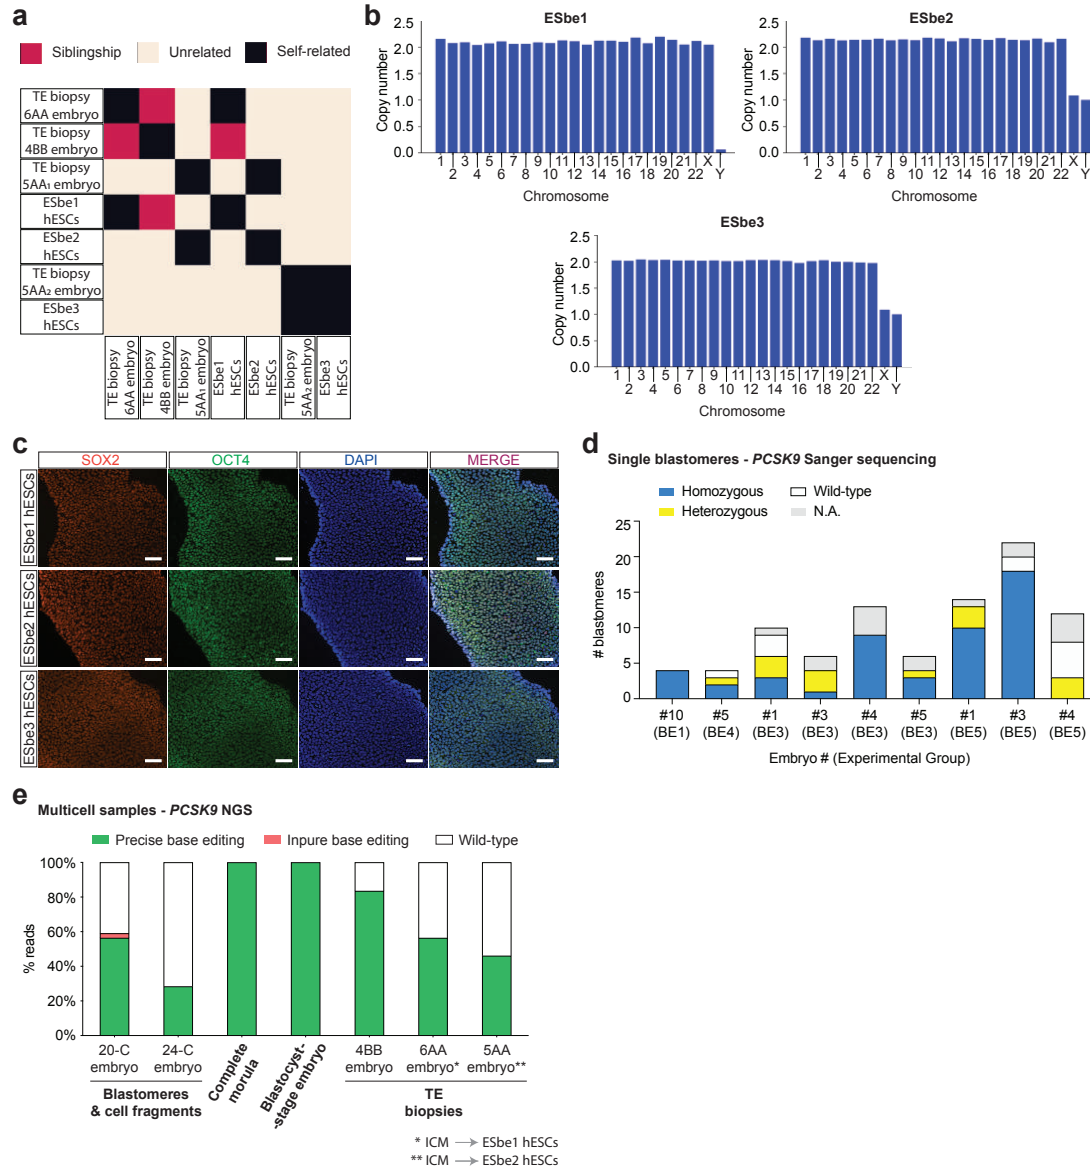 a
Siblingship Unrelated Self-related
TE biopsy
6AA embryo
TE biopsy
4BB embryo
TE biopsy
5AA₁ embryo
ESbe1
hESCs
ESbe2
hESCs
TE biopsy
5AA₂ embryo
ESbe3
hESCs
TE biopsy
6AA embryo
TE biopsy
4BB embryo
TE biopsy
5AA₁ embryo
ESbe1
hESCs
ESbe2
hESCs
TE biopsy
5AA₂ embryo
ESbe3
hESCs
b
ESbe1
Copy number
2.5
2.0
1.5
1.0
0.5
0.0
1 3 5 7 9 11 13 15 17 19 21 X
2 4 6 8 10 12 14 16 18 20 22 Y
Chromosome
ESbe2
Copy number
2.5
2.0
1.5
1.0
0.5
0.0
1 3 5 7 9 11 13 15 17 19 21 X
2 4 6 8 10 12 14 16 18 20 22 Y
Chromosome
ESbe3
Copy number
2.5
2.0
1.5
1.0
0.5
0.0
1 3 5 7 9 11 13 15 17 19 21 X
2 4 6 8 10 12 14 16 18 20 22 Y
Chromosome
c
SOX2 OCT4 DAPI MERGE
ESbe1 hESCs
ESbe2 hESCs
ESbe3 hESCs
d
Single blastomeres - PCSK9 Sanger sequencing
Homozygous Wild-type
Heterozygous N.A.
# blastomeres
25
20
15
10
5
0
#10 #5 #1 #3 #4 #5 #1 #3 #4
(BE1) (BE4) (BE3) (BE3) (BE3) (BE3) (BE5) (BE5) (BE5)
Embryo # (Experimental Group)
e
Multicell samples - PCSK9 NGS
Precise base editing Inpure base editing Wild-type
% reads
100%
80%
60%
40%
20%
0%
20-C
embryo
24-C
embryo
Complete
morula
Blastocyst-
-stage embryo
4BB
embryo
6AA
embryo*
5AA
embryo**
Blastomeres
& cell fragments
TE
biopsies
* ICM → ESbe1 hESCs
** ICM → ESbe2 hESCs